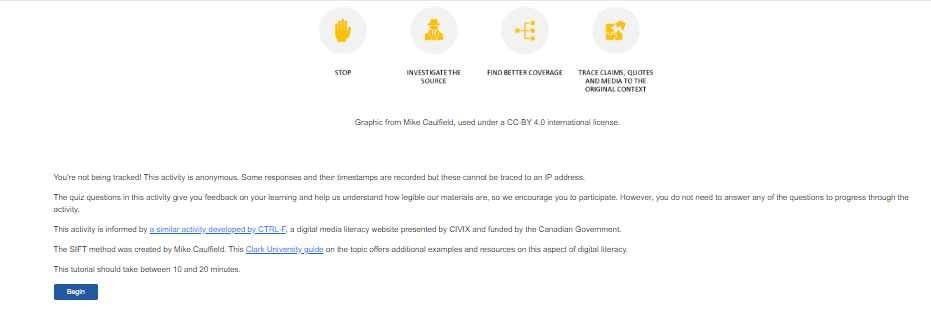 STOP
INVESTIGATE THE
SOURCE
FIND BETTER COVERAGE
TRACE CLAIMS, QUOTES
AND MEDIA TO THE
ORIGINAL CONTEXT
Graphic from Mike Caulfield, used under a CC-BY 4.0 international license.
You're not being tracked! This activity is anonymous. Some responses and their timestamps are recorded but these cannot be traced to an IP address.
The quiz questions in this activity give you feedback on your learning and help us understand how legible our materials are, so we encourage you to participate. However, you do not need to answer any of the questions to progress through the
activity.
This activity is informed by a similar activity developed by CTRL-F, a digital media literacy website presented by CIVIX and funded by the Canadian Government.
The SIFT method was created by Mike Caulfield. This Clark University guide on the topic offers additional examples and resources on this aspect of digital literacy.
This tutorial should take between 10 and 20 minutes.
Begin